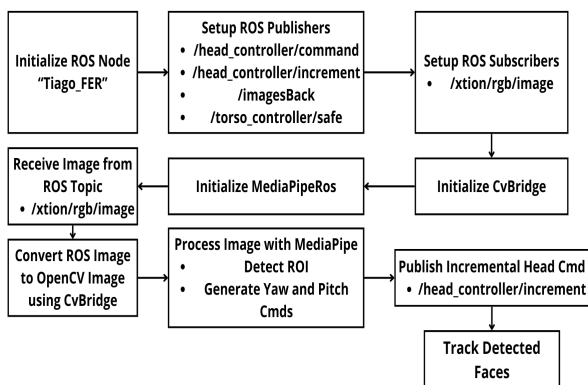 Initialize ROS Node
“Tiago_FER”
Setup ROS Publishers
• /head_controller/command
• /head_controller/increment
• /imagesBack
• /torso_controller/safe
Setup ROS Subscribers
• /xtion/rgb/image
Initialize CvBridge
Initialize MediaPipeRos
Receive Image from
ROS Topic
• /xtion/rgb/image
Convert ROS Image
to OpenCV Image
using CvBridge
Process Image with MediaPipe
• Detect ROI
• Generate Yaw and Pitch
Cmds
Publish Incremental Head Cmd
• /head_controller/increment
Track Detected
Faces